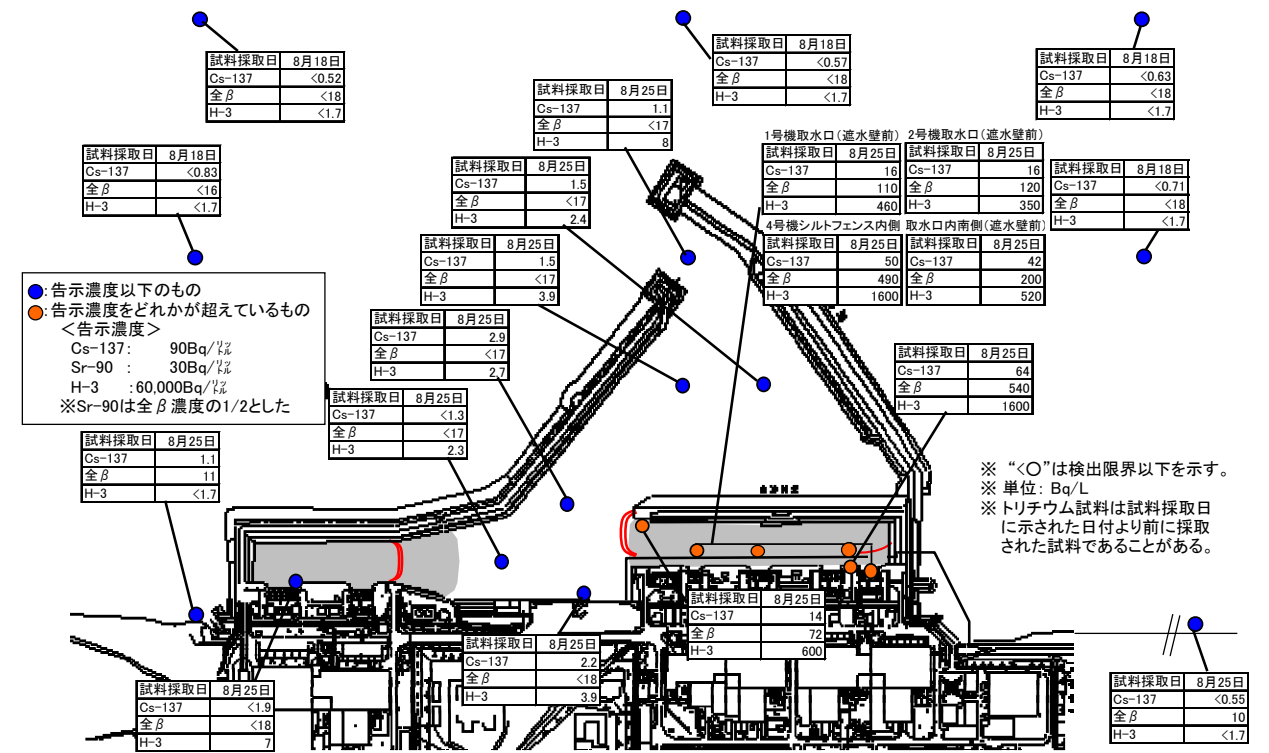 試料採取日 8月18日
Cs-137 <0.52
全β <18
H-3 <1.7
試料採取日 8月18日
Cs-137 <0.57
全β <18
H-3 <1.7
試料採取日 8月18日
Cs-137 <0.63
全β <18
H-3 <1.7
試料採取日 8月25日
Cs-137 1.1
全β <17
H-3 8
試料採取日 8月18日
Cs-137 <0.83
全β <16
H-3 <1.7
試料採取日 8月25日
Cs-137 1.5
全β <17
H-3 2.4
1号機取水口(遮水壁前)
試料採取日 8月25日
Cs-137 16
全β 110
H-3 460
2号機取水口(遮水壁前)
試料採取日 8月25日
Cs-137 16
全β 120
H-3 350
試料採取日 8月18日
Cs-137 <0.71
全β <18
H-3 <1.7
4号機シルトフェンス内側
試料採取日 8月25日
Cs-137 50
全β 490
H-3 1600
取水口内南側(遮水壁前)
試料採取日 8月25日
Cs-137 42
全β 200
H-3 520
試料採取日 8月25日
Cs-137 1.5
全β <17
H-3 3.9
:告示濃度以下のもの
:告示濃度をどれかが超えているもの
<告示濃度>
Cs-137: 90Bq/㍑
Sr-90 : 30Bq/㍑
H-3 :60,000Bq/㍑
※Sr-90は全β濃度の1/2とした
試料採取日 8月25日
Cs-137 2.9
全β <17
H-3 2.7
試料採取日 8月25日
Cs-137 64
全β 540
H-3 1600
試料採取日 8月25日
Cs-137 <1.3
全β <17
H-3 2.3
試料採取日 8月25日
Cs-137 1.1
全β 11
H-3 <1.7
※ “<○”は検出限界以下を示す。
※ 単位: Bq/L
※ トリチウム試料は試料採取日
に示された日付より前に採取
された試料であることがある。
試料採取日 8月25日
Cs-137 14
全β 72
H-3 600
試料採取日 8月25日
Cs-137 2.2
全β <18
H-3 3.9
試料採取日 8月25日
Cs-137 <1.9
全β <18
H-3 7
試料採取日 8月25日
Cs-137 <0.55
全β 10
H-3 <1.7